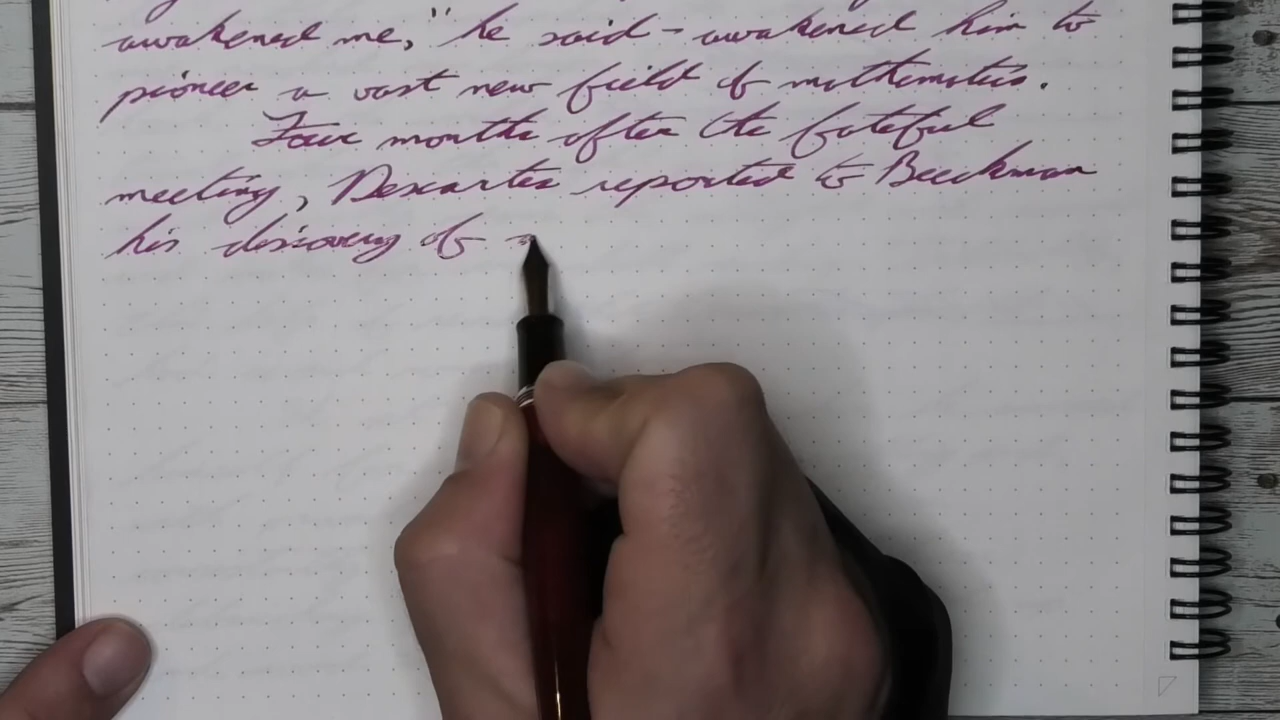 awakened me," he said - awakened him to
pioneer a vast new field of mathematics.
Four months after the fateful
meeting, Descartes reported to Beeckman
his discovery of